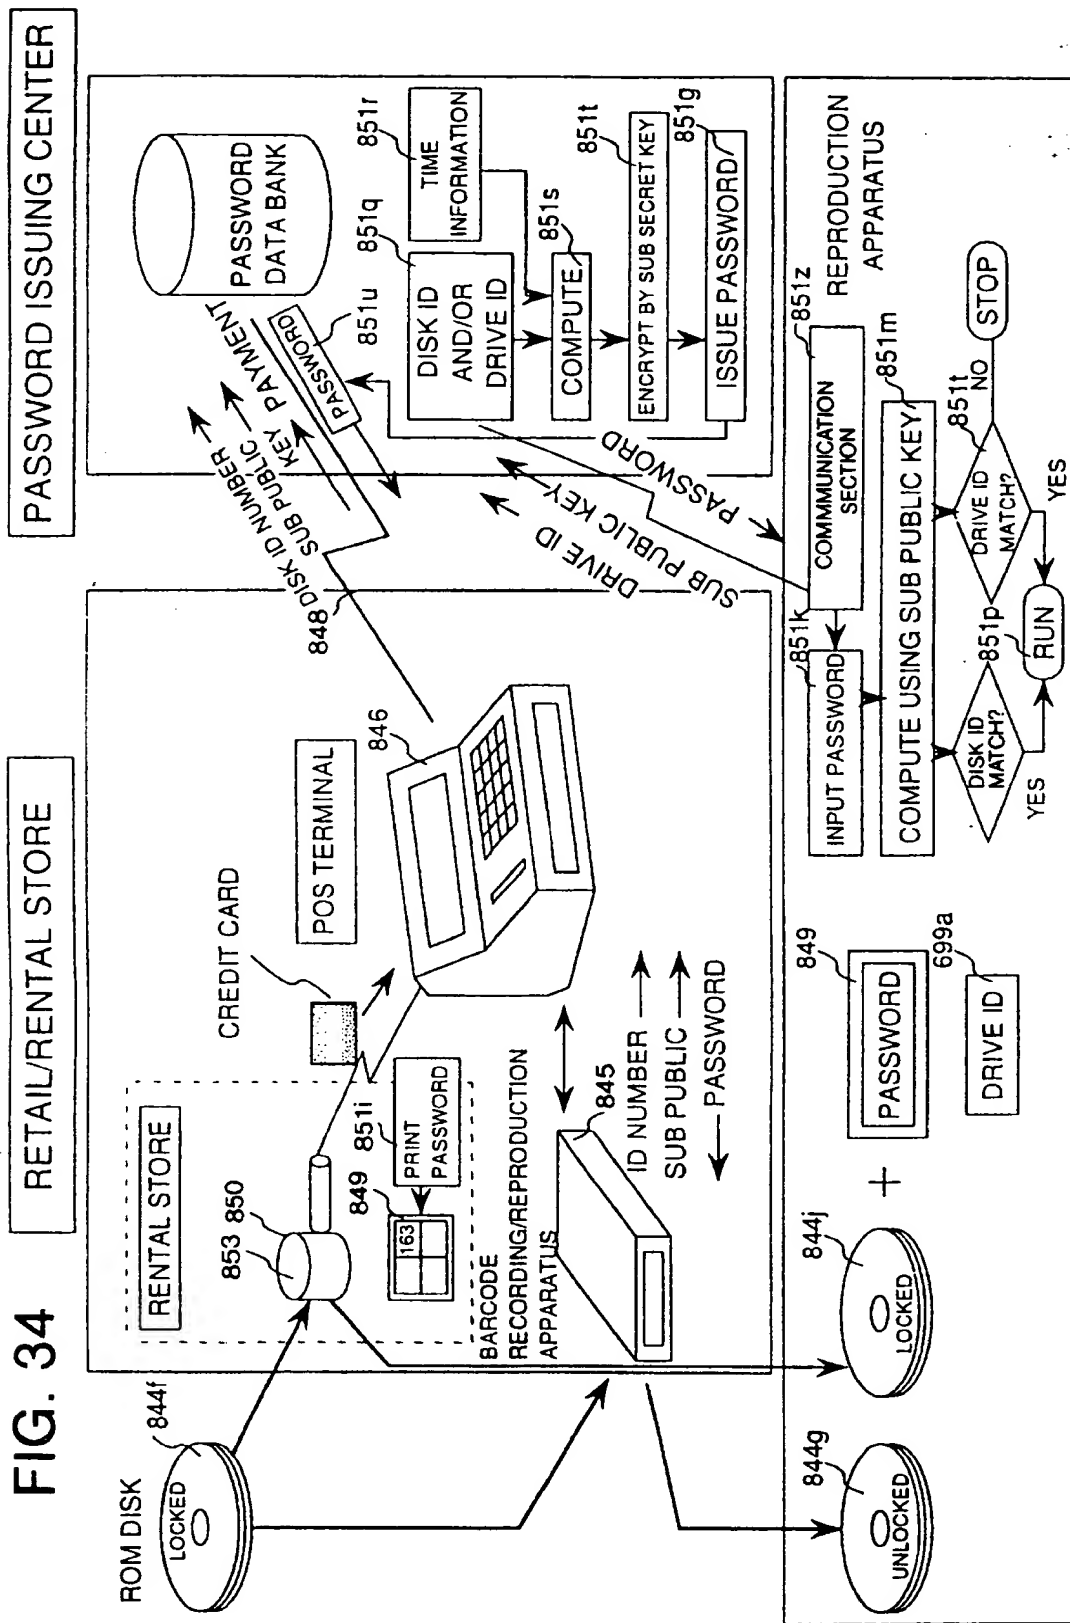 FIG. 34
RETAIL/RENTAL STORE
PASSWORD ISSUING CENTER
ROM DISK
844f
LOCKED
RENTAL STORE
853
850
849
163
851i
PRINT
PASSWORD
CREDIT CARD
POS TERMINAL
846
BARCODE
RECORDING/REPRODUCTION
APPARATUS
845
ID NUMBER
SUB PUBLIC
PASSWORD
848
DISK ID NUMBER
SUB PUBLIC
KEY
PAYMENT
PASSWORD
851u
PASSWORD
DATA BANK
851q
DISK ID
AND/OR
DRIVE ID
851r
TIME
INFORMATION
851s
COMPUTE
851t
ENCRYPT BY SUB SECRET KEY
851g
ISSUE PASSWORD
DRIVE ID
SUB PUBLIC KEY
PASSWORD
844g
UNLOCKED
844j
LOCKED
+
849
PASSWORD
699a
DRIVE ID
REPRODUCTION
APPARATUS
851z
COMMMUNICATION
SECTION
851k
INPUT PASSWORD
851m
COMPUTE USING SUB PUBLIC KEY
DISK ID
MATCH?
YES
851p
RUN
851t
DRIVE ID
MATCH?
NO
STOP
YES